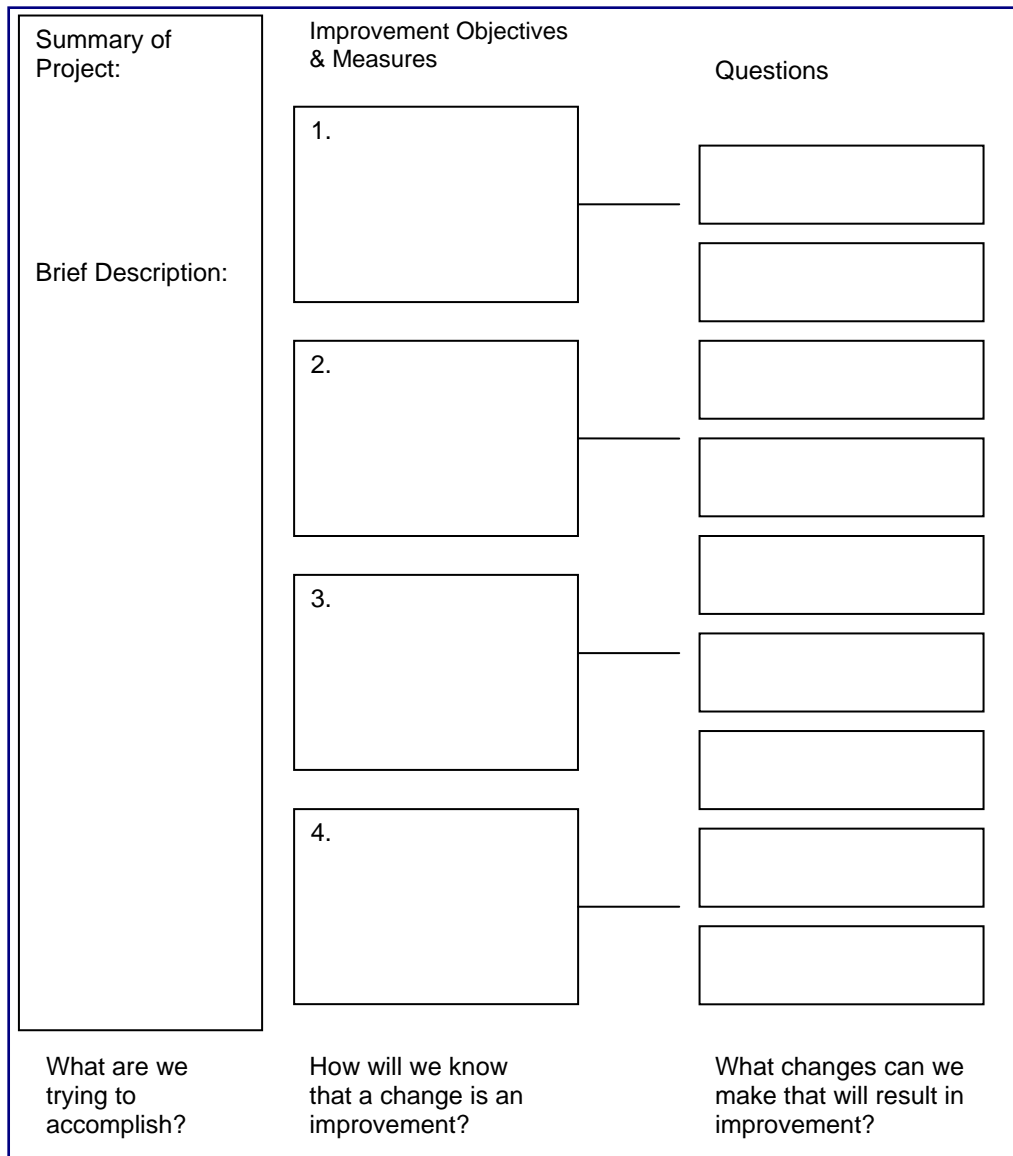 Summary of
Project:
Brief Description:
Improvement Objectives
& Measures
1.
2.
3.
4.
Questions
What are we
trying to
accomplish?
How will we know
that a change is an
improvement?
What changes can we
make that will result in
improvement?